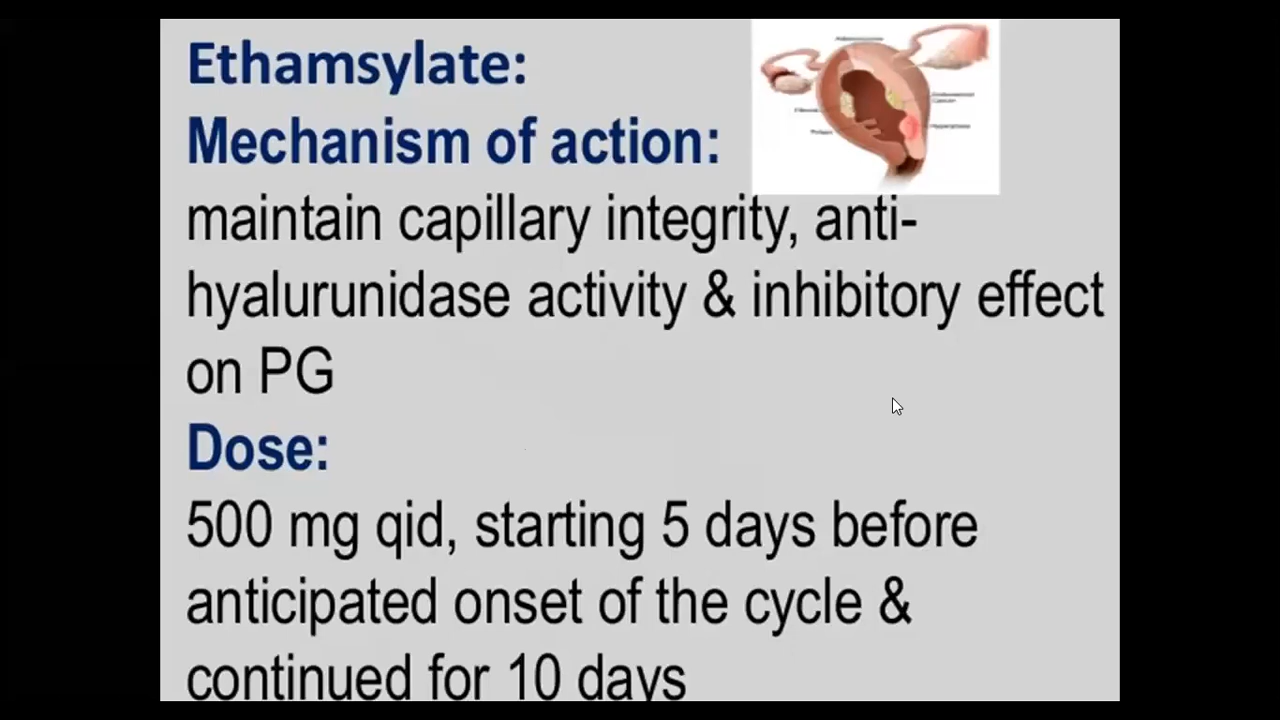 Ethamsylate:
Mechanism of action:
maintain capillary integrity, anti-
hyalurunidase activity & inhibitory effect
on PG
Dose:
500 mg qid, starting 5 days before
anticipated onset of the cycle &
continued for 10 days